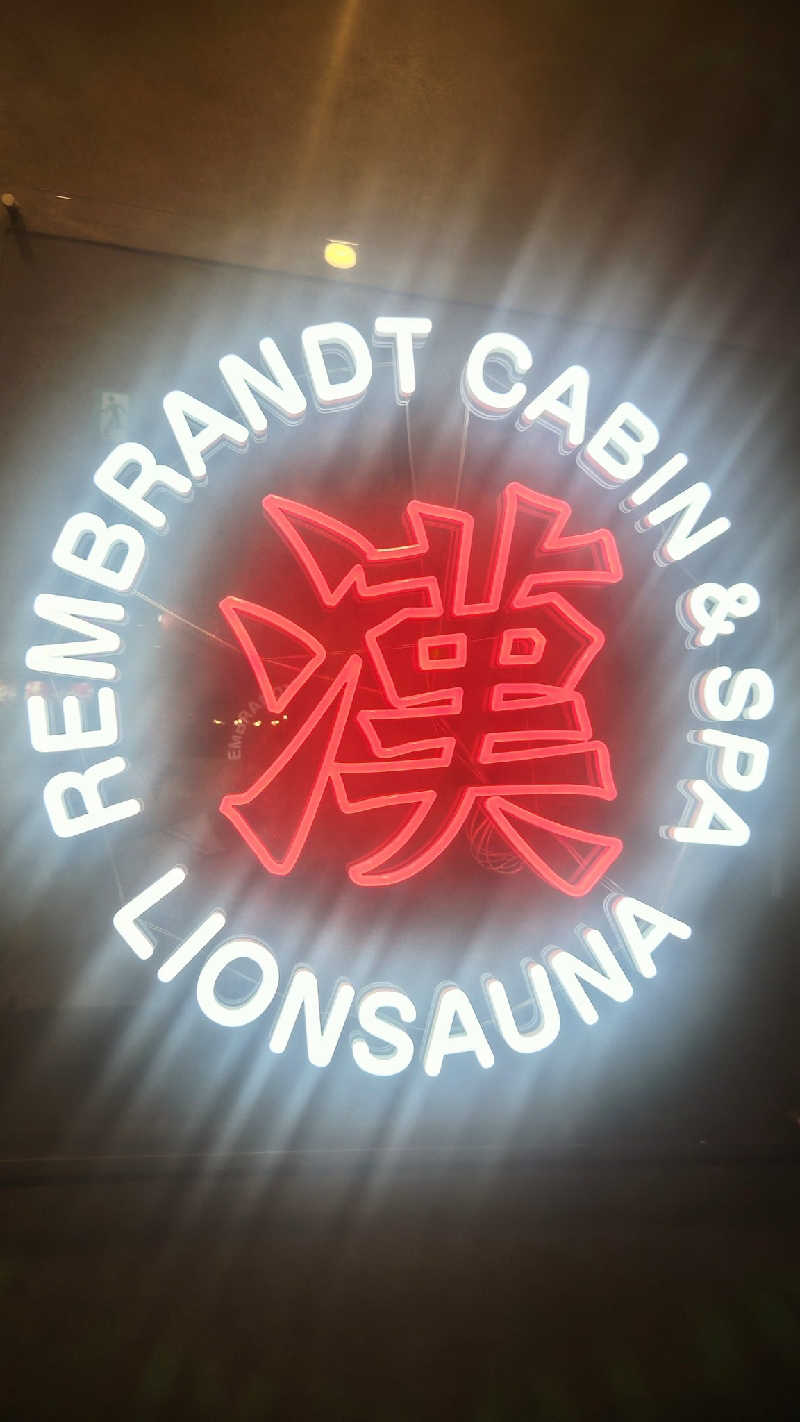 REMBRANDT CABIN & SPA
漢
LIONSAUNA